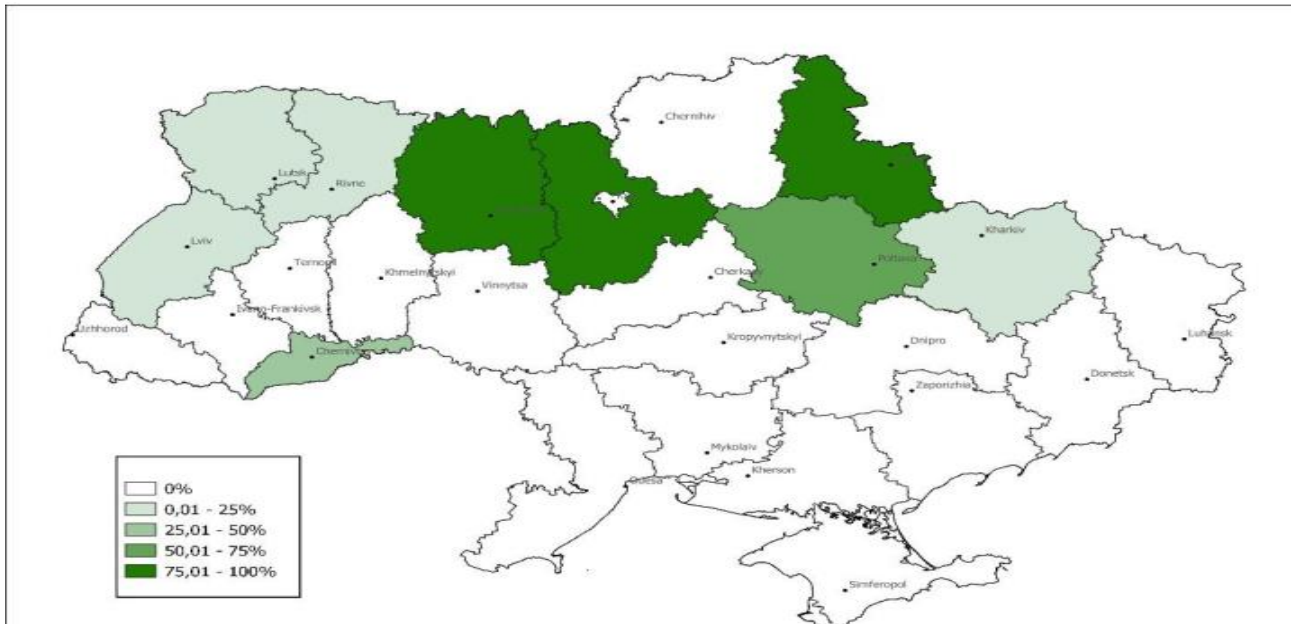 Chernihiv
Lutsk
Rivne
Kharkiv
Lviv
Poltava
Ternopil
Khmelnytskyi
Cherkasy
Vinnytsa
Ivano-Frankivsk
Uzhhorod
Luhansk
Kropyvnytskyi
Dnipro
Chernivtsi
Donetsk
Zaporizhia
Mykolaiv
Kherson
Odesa
Simferopol
0%
0,01 - 25%
25,01 - 50%
50,01 - 75%
75,01 - 100%